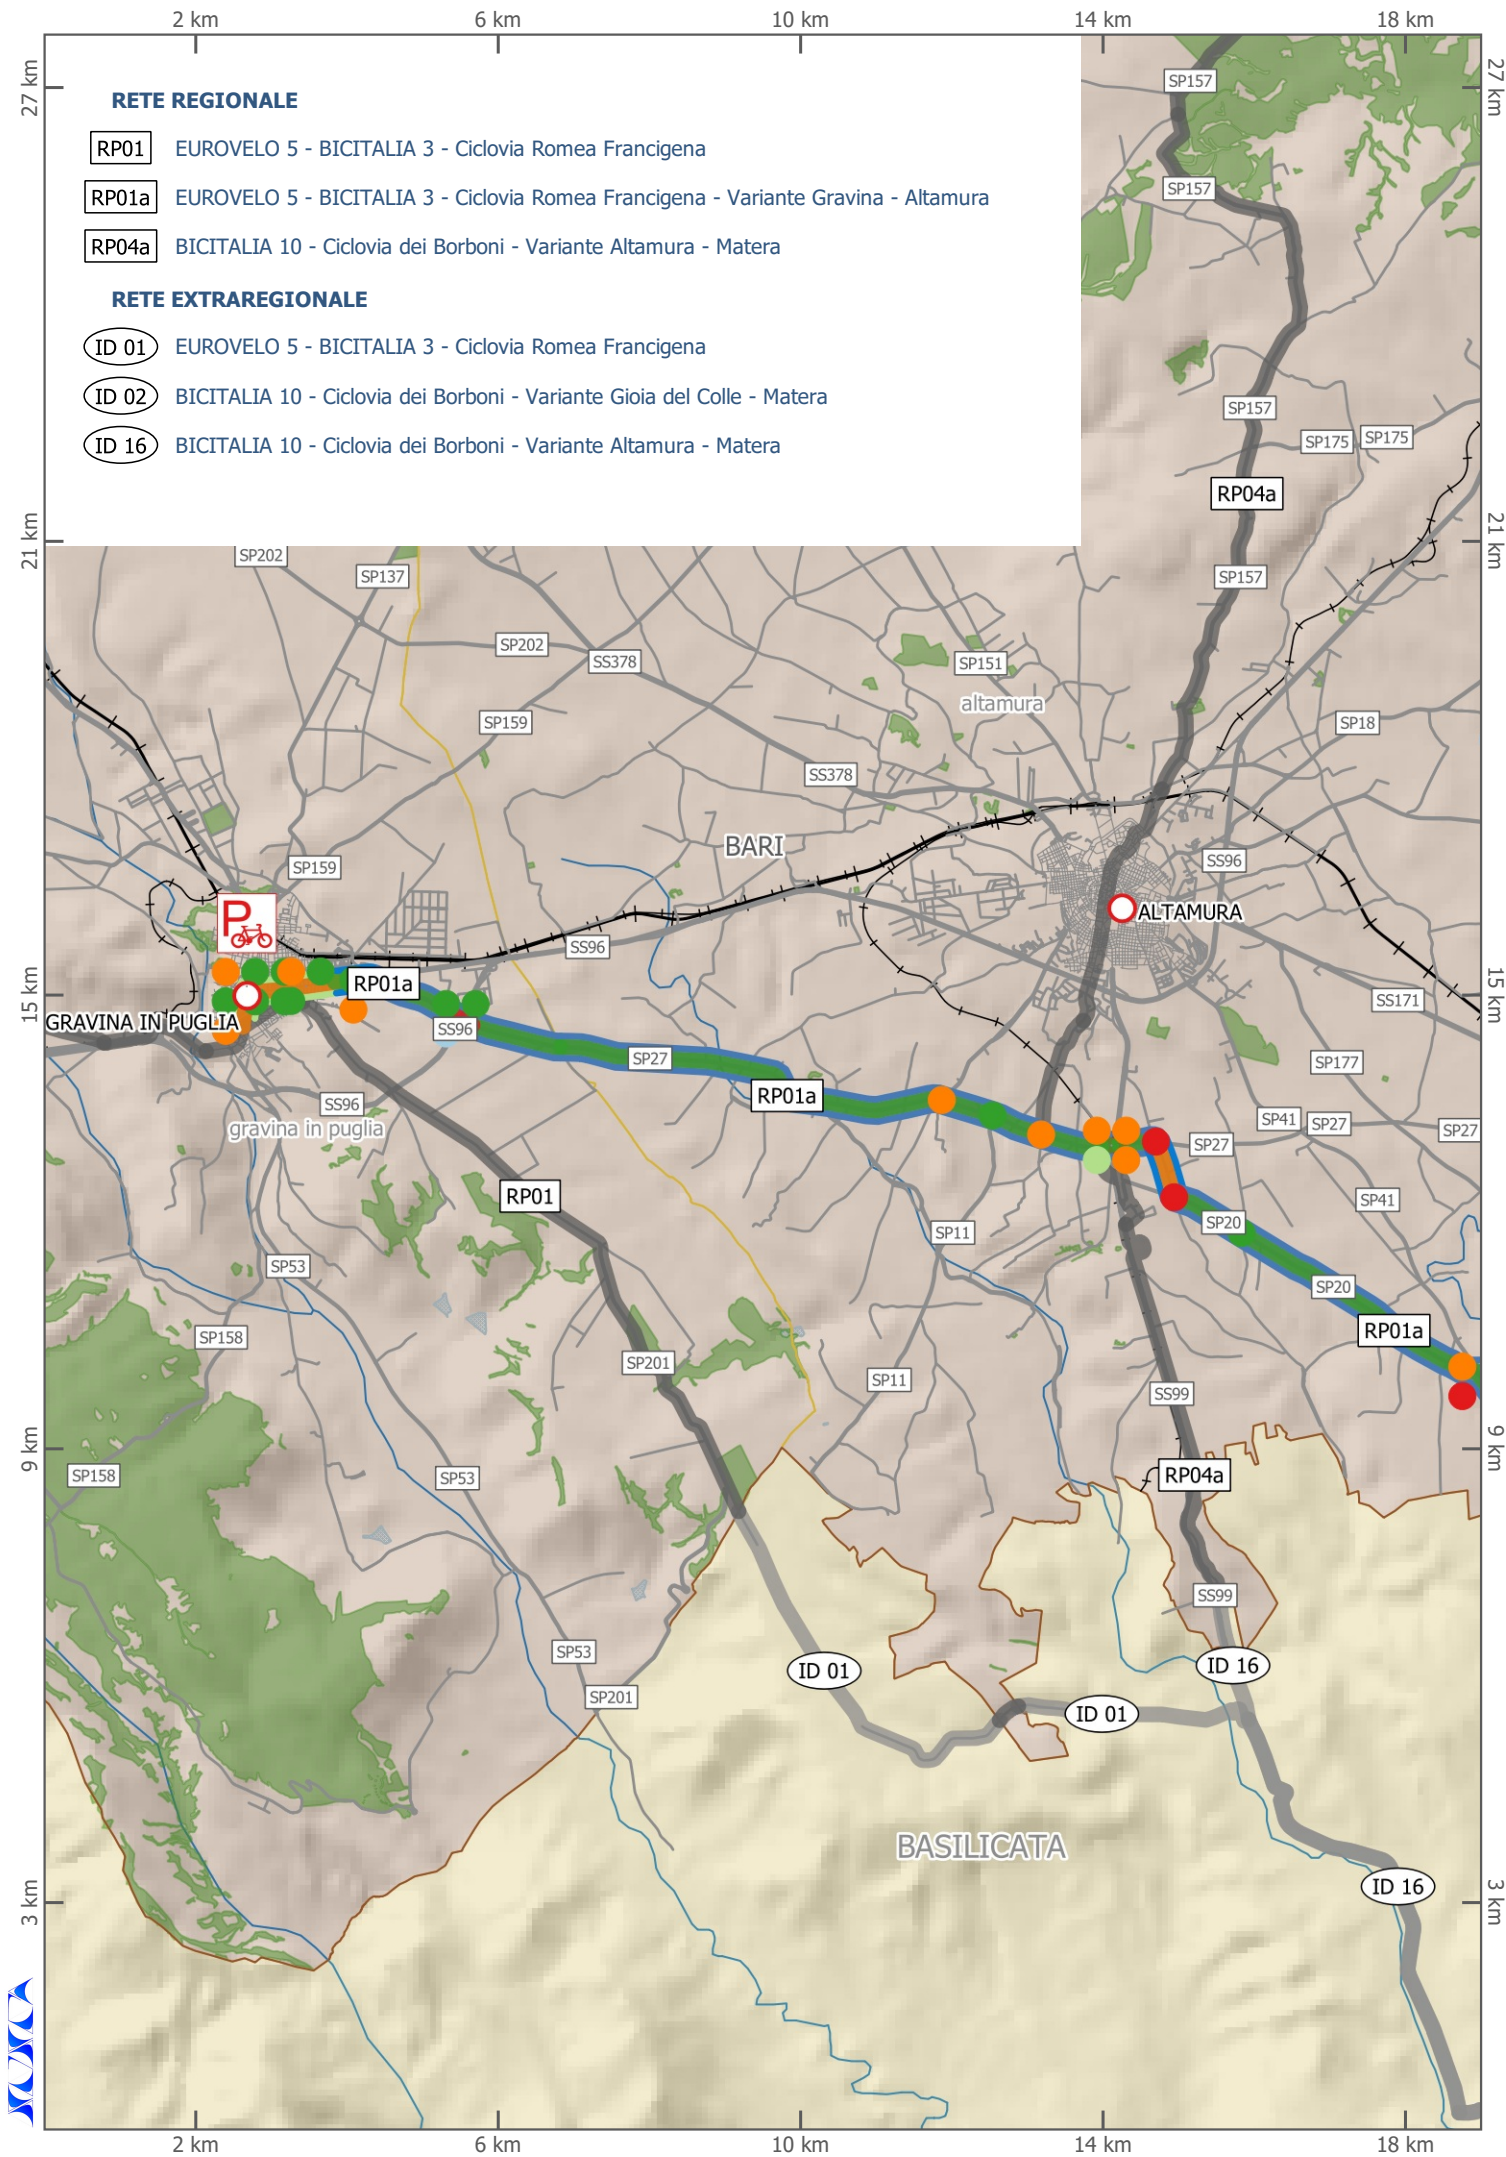 2 km 6 km 10 km 14 km 18 km
27 km
27 km
RETE REGIONALE
RP01 EUROVELO 5 - BICITALIA 3 - Ciclovia Romea Francigena
RP01a EUROVELO 5 - BICITALIA 3 - Ciclovia Romea Francigena - Variante Gravina - Altamura
RP04a BICITALIA 10 - Ciclovia dei Borboni - Variante Altamura - Matera
RETE EXTRAREGIONALE
ID 01 EUROVELO 5 - BICITALIA 3 - Ciclovia Romea Francigena
ID 02 BICITALIA 10 - Ciclovia dei Borboni - Variante Gioia del Colle - Matera
ID 16 BICITALIA 10 - Ciclovia dei Borboni - Variante Altamura - Matera
SP157
SP157
SP157
SP175 SP175
RP04a
21 km
21 km
SP202
SP137
SP157
SP202
SS378
SP151
altamura
SP159
SP18
SS378
BARI
SP159
SS96
P
ALTAMURA
SS96
RP01a
15 km
15 km
SS171
GRAVINA IN PUGLIA
SS96
SP27
SP177
RP01a
SS96
SP41
SP27
SP27
gravina in puglia
SP27
RP01
SP41
SP20
SP11
SP53
SP20
RP01a
SP158
SP201
SP11
SS99
9 km
9 km
SP158
SP53
RP04a
SS99
SP53
ID 01
ID 16
SP201
ID 01
BASILICATA
ID 16
3 km
3 km
2 km 6 km 10 km 14 km 18 km